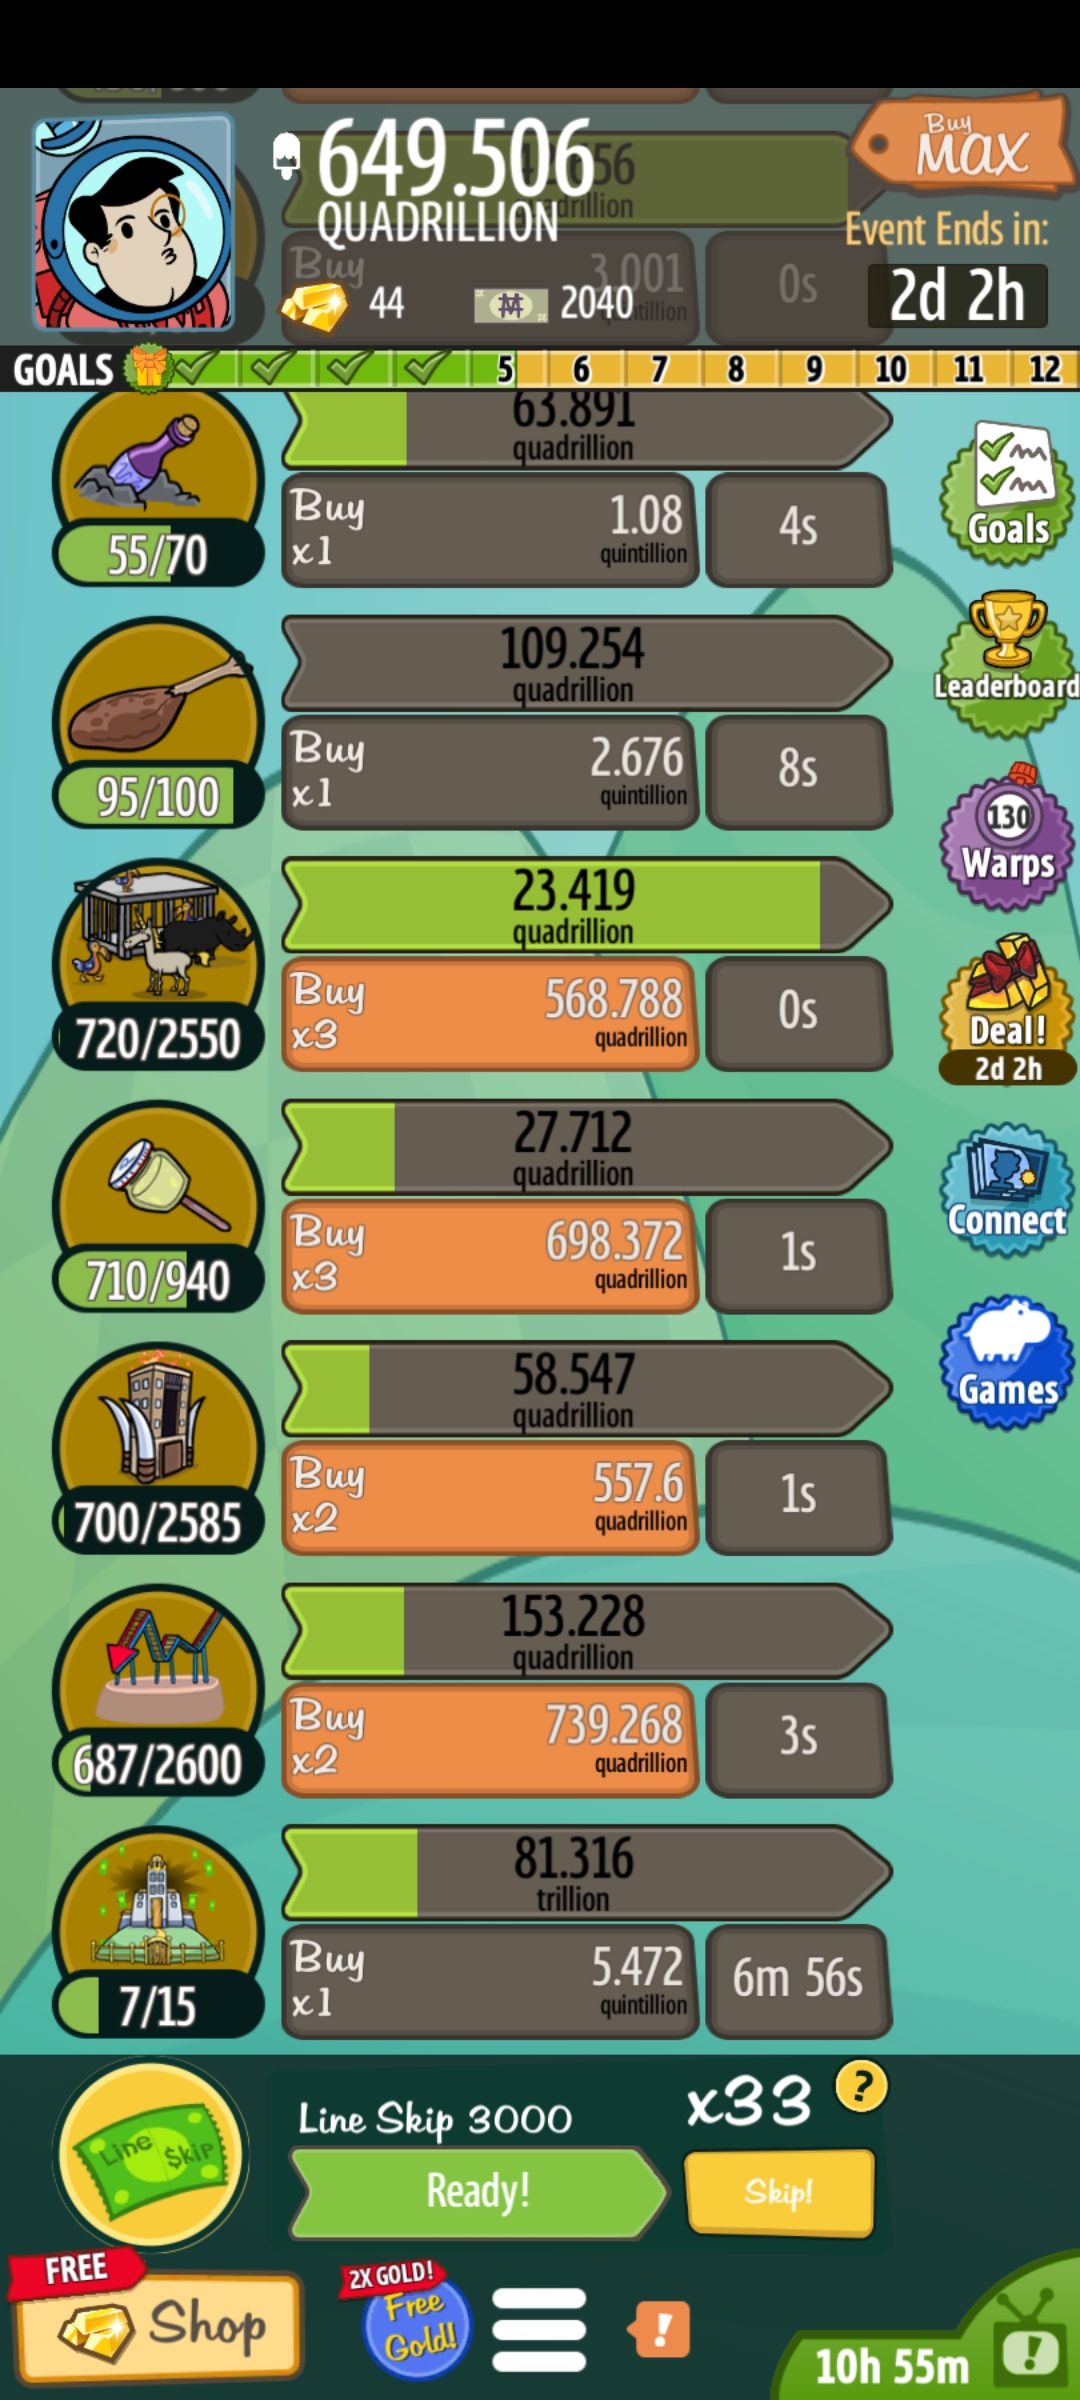 649.506
QUADRILLION
44
2040
Buy
MAX
Event Ends in:
2d 2h
Buy
3.001
0s
GOALS
5
6
7
8
9
10
11
12
63.891
quadrillion
55/70
Buy
x1
1.08
quintillion
4s
109.254
quadrillion
95/100
Buy
x1
2.676
quintillion
8s
23.419
quadrillion
720/2550
Buy
x3
568.788
quadrillion
0s
27.712
quadrillion
710/940
Buy
x3
698.372
quadrillion
1s
58.547
quadrillion
700/2585
Buy
x2
557.6
quadrillion
1s
153.228
quadrillion
687/2600
Buy
x2
739.268
quadrillion
3s
81.316
trillion
7/15
Buy
x1
5.472
quintillion
6m 56s
Goals
Leaderboard
130
Warps
Deal!
2d 2h
Connect
Games
Line Skip
Line Skip 3000
x33
?
Ready!
Skip!
FREE
Shop
2X GOLD!
Free
Gold!
!
10h 55m
!